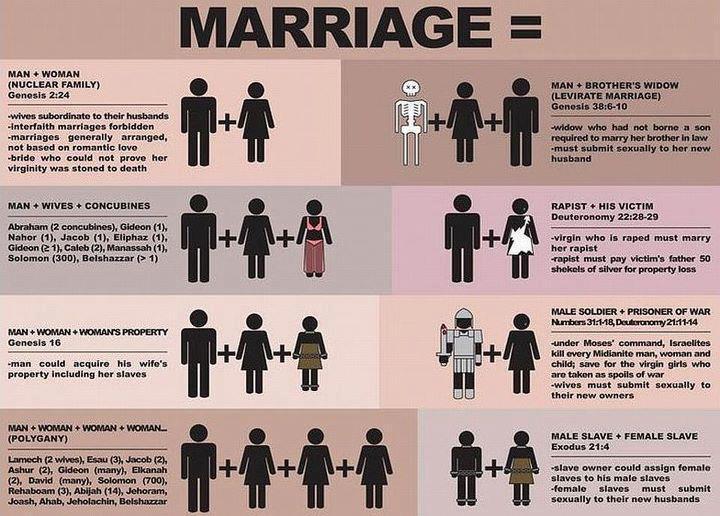 MARRIAGE =
MAN + WOMAN
(NUCLEAR FAMILY)
Genesis 2:24
-wives subordinate to their husbands
-interfaith marriages forbidden
-marriages generally arranged,
not based on romantic love
-bride who could not prove her
virginity was stoned to death
MAN + BROTHER'S WIDOW
(LEVIRATE MARRIAGE)
Genesis 38:6-10
-widow who had not borne a son
required to marry her brother in law
-must submit sexually to her new
husband
MAN + WIVES + CONCUBINES
Abraham (2 concubines), Gideon (1),
Nahor (1), Jacob (1), Eliphaz (1),
Gideon (≥ 1), Caleb (2), Manassah (1),
Solomon (300), Belshazzar (> 1)
RAPIST + HIS VICTIM
Deuteronomy 22:28-29
-virgin who is raped must marry
her rapist
-rapist must pay victim's father 50
shekels of silver for property loss
MAN + WOMAN + WOMAN'S PROPERTY
Genesis 16
-man could acquire his wife's
property including her slaves
MALE SOLDIER + PRISONER OF WAR
Numbers 31:1-18, Deuteronomy 21:11-14
-under Moses' command, Israelites
kill every Midianite man, woman and
child; save for the virgin girls who
are taken as spoils of war
-wives must submit sexually to
their new owners
MAN + WOMAN + WOMAN + WOMAN...
(POLYGANY)
Lamech (2 wives), Esau (3), Jacob (2),
Ashur (2), Gideon (many), Elkanah
(2), David (many), Solomon (700),
Rehaboam (3), Abijah (14), Jehoram,
Joash, Ahab, Jeholachin, Belshazzar
MALE SLAVE + FEMALE SLAVE
Exodus 21:4
-slave owner could assign female
slaves to his male slaves
-female slaves must submit
sexually to their new husbands